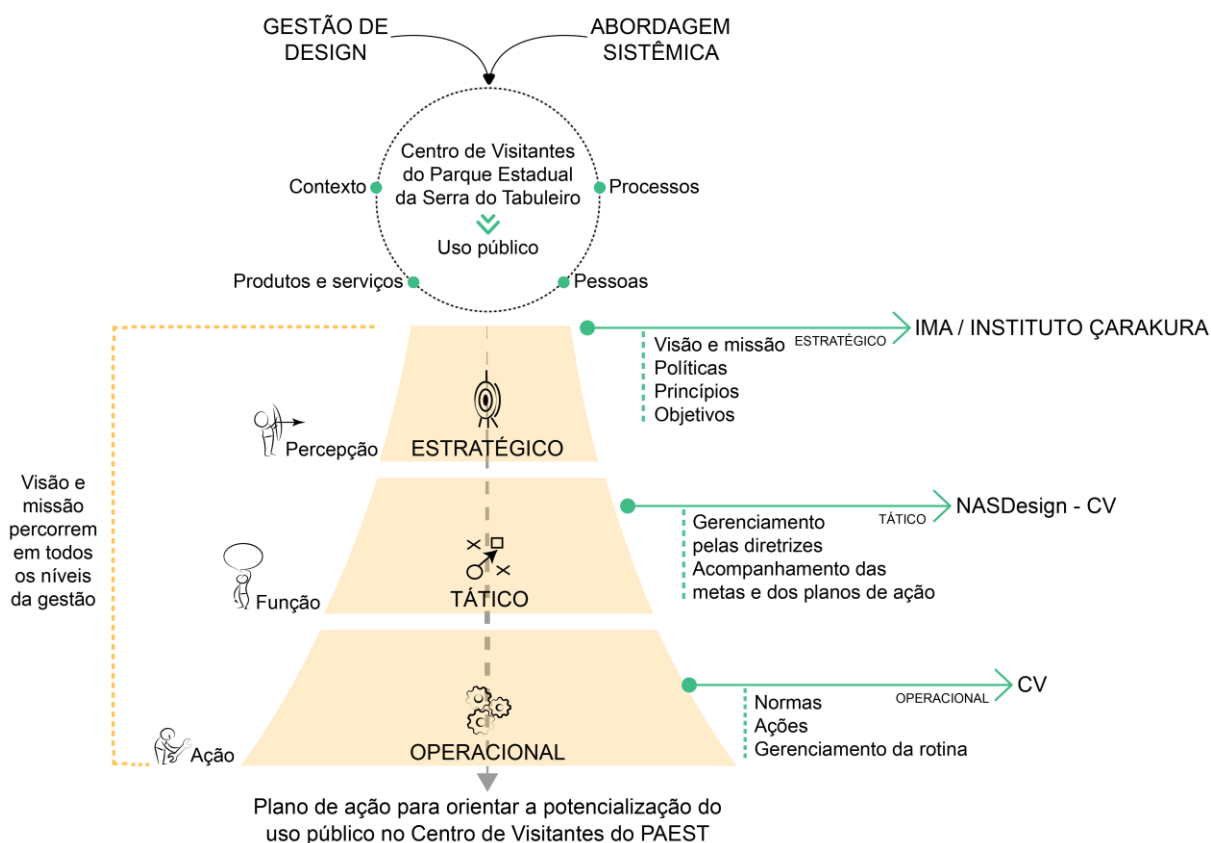 GESTÃO DE
DESIGN
ABORDAGEM
SISTÊMICA
Centro de Visitantes
do Parque Estadual
da Serra do Tabuleiro
Uso público
Contexto
Processos
Produtos e serviços
Pessoas
ESTRATÉGICO
IMA / INSTITUTO ÇARAKURA
Visão e missão
Políticas
Princípios
Objetivos
Percepção
ESTRATÉGICO
Visão e
missão
percorrem
em todos
os níveis
da gestão
TÁTICO
NASDesign - CV
Gerenciamento
pelas diretrizes
Acompanhamento das
metas e dos planos de ação
Função
TÁTICO
OPERACIONAL
CV
Normas
Ações
Gerenciamento da rotina
Ação
OPERACIONAL
Plano de ação para orientar a potencialização do
uso público no Centro de Visitantes do PAEST